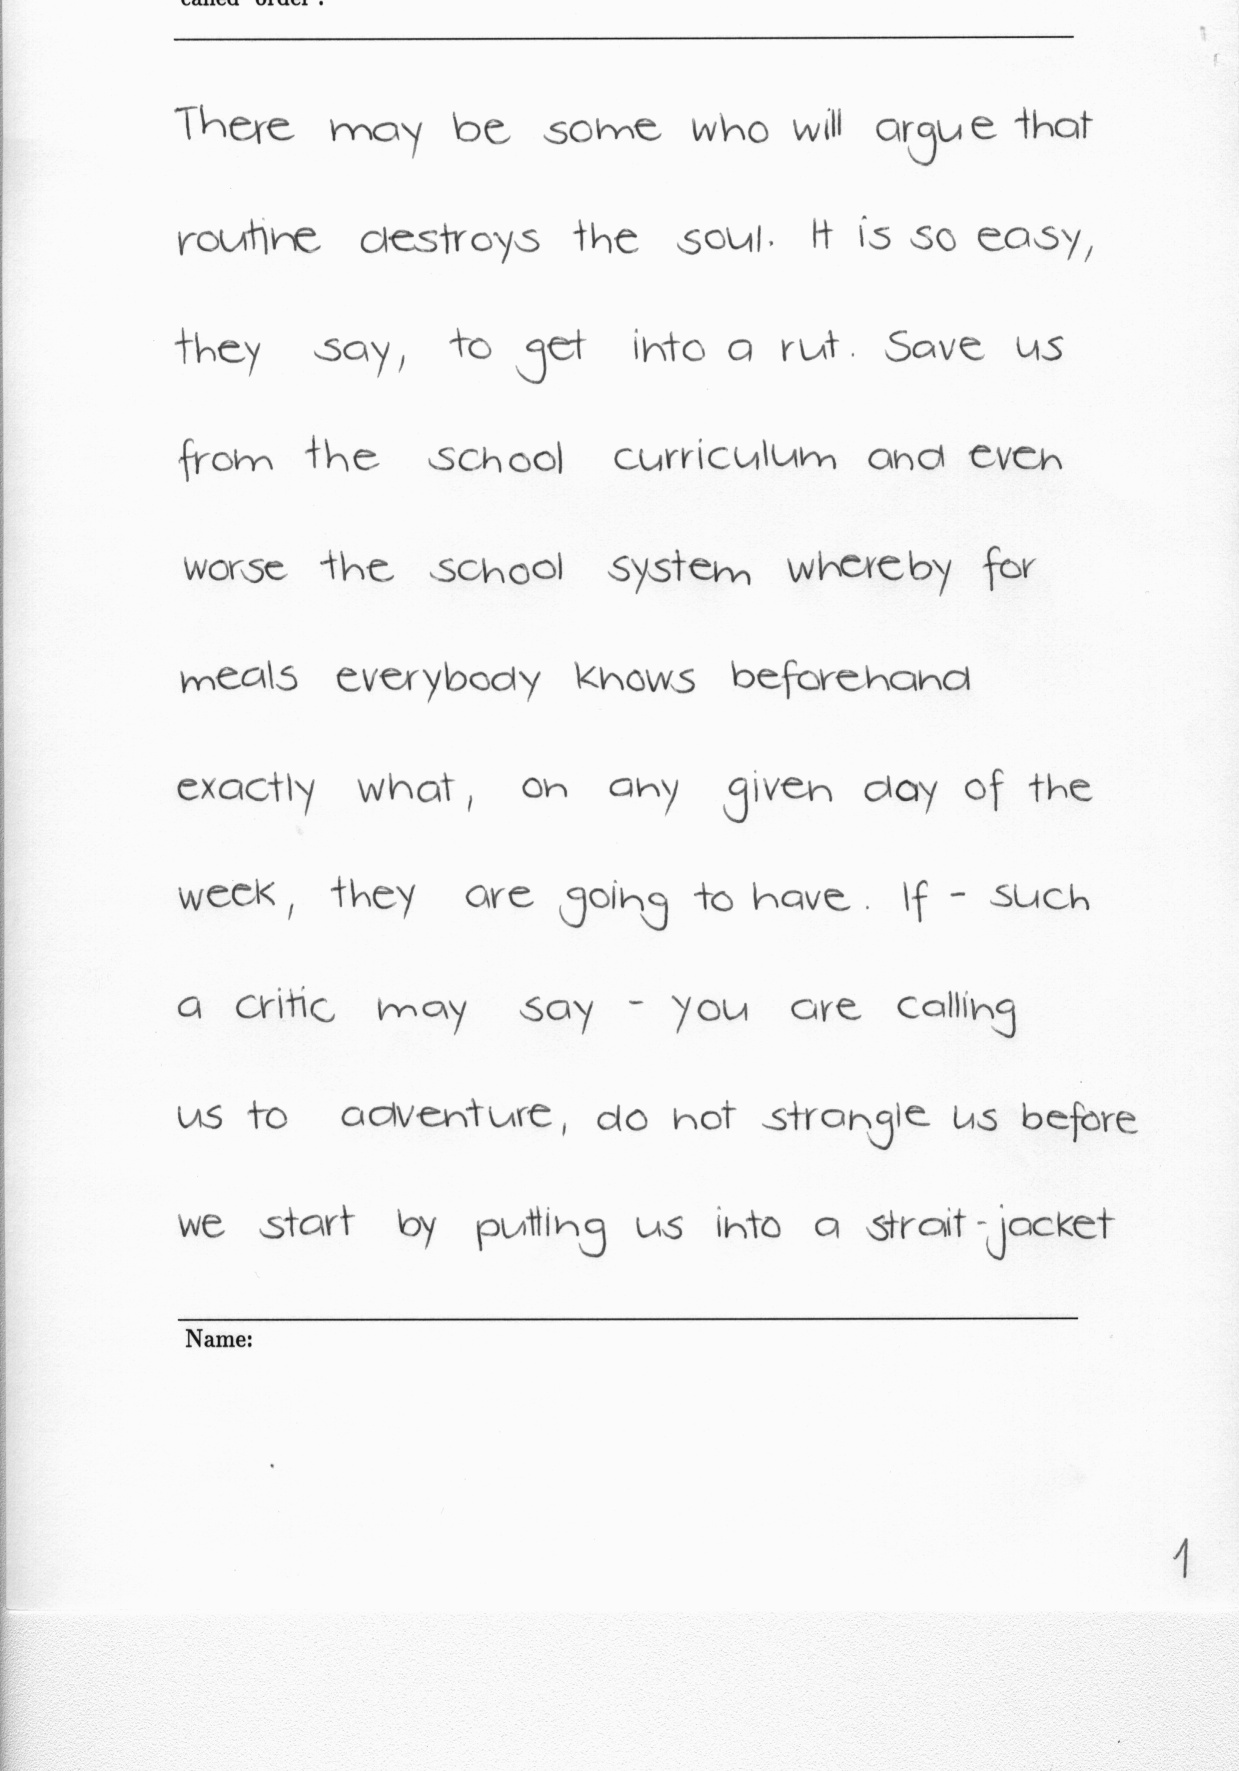 called "order".
There may be some who will argue that
routine destroys the soul. It is so easy,
they say, to get into a rut. Save us
from the school curriculum and even
worse the school system whereby for
meals everybody knows beforehand
exactly what, on any given day of the
week, they are going to have. If - such
a critic may say - you are calling
us to adventure, do not strangle us before
we start by putting us into a strait-jacket
Name:
1